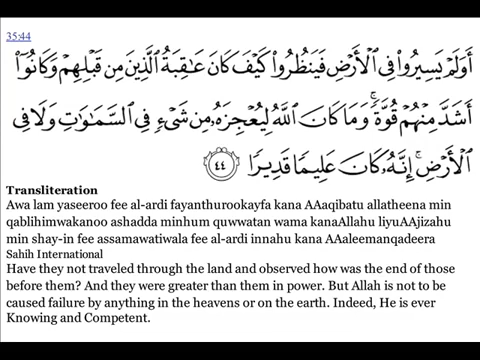 35:44
أَوَلَمْ يَسِيرُوا۟ فِى ٱلْأَرْضِ فَيَنظُرُوا۟ كَيْفَ كَانَ عَـٰقِبَةُ ٱلَّذِينَ مِن قَبْلِهِمْ وَكَانُوٓا۟
أَشَدَّ مِنْهُمْ قُوَّةً ۚ وَمَا كَانَ ٱللَّهُ لِيُعْجِزَهُۥ مِن شَىْءٍ فِى ٱلسَّمَـٰوَٰتِ وَلَا فِى
ٱلْأَرْضِ ۚ إِنَّهُۥ كَانَ عَلِيمًا قَدِيرًا ٤٤
Transliteration
Awa lam yaseeroo fee al-ardi fayanthurookayfa kana AAaqibatu allatheena min
qablihimwakanoo ashadda minhum quwwatan wama kanaAllahu liyuAAjizahu
min shay-in fee assamawatiwala fee al-ardi innahu kana AAaleemanqadeera
Sahih International
Have they not traveled through the land and observed how was the end of those
before them? And they were greater than them in power. But Allah is not to be
caused failure by anything in the heavens or on the earth. Indeed, He is ever
Knowing and Competent.